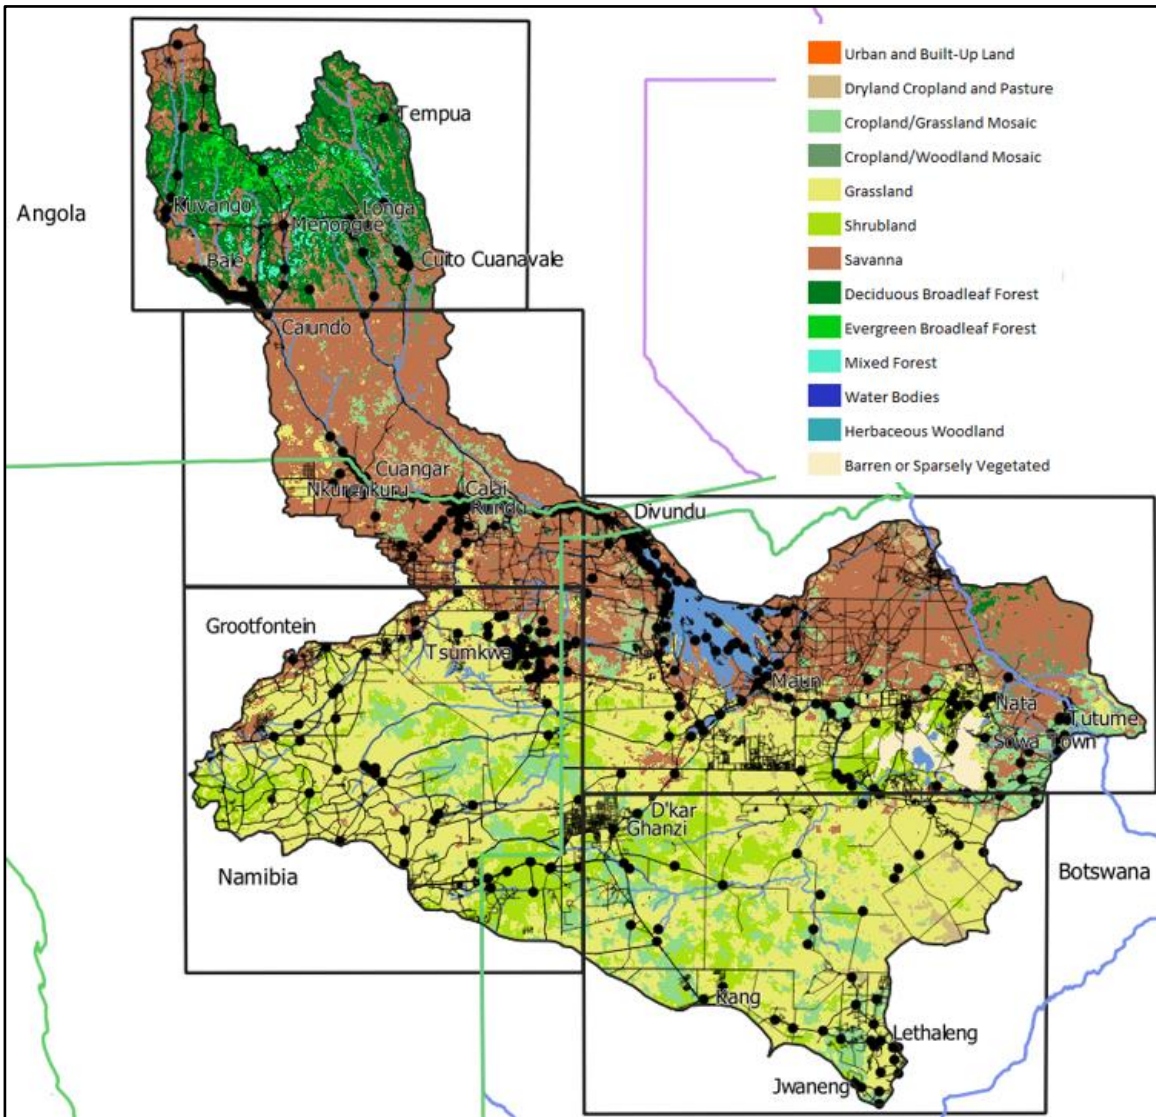 Urban and Built-Up Land
Dryland Cropland and Pasture
Cropland/Grassland Mosaic
Cropland/Woodland Mosaic
Grassland
Shrubland
Savanna
Deciduous Broadleaf Forest
Evergreen Broadleaf Forest
Mixed Forest
Water Bodies
Herbaceous Woodland
Barren or Sparsely Vegetated
Tempua
Angola
Kuvango
Longa
Menongue
Baie
Cuito Cuanavale
Caiundo
Cuangar
Nkurenkuru
Calai
Rundu
Divundu
Grootfontein
Tsumkwe
Maun
Nata
Tutume
Sowa Town
D'kar
Ghanzi
Namibia
Botswana
Kang
Lethaleng
Jwaneng